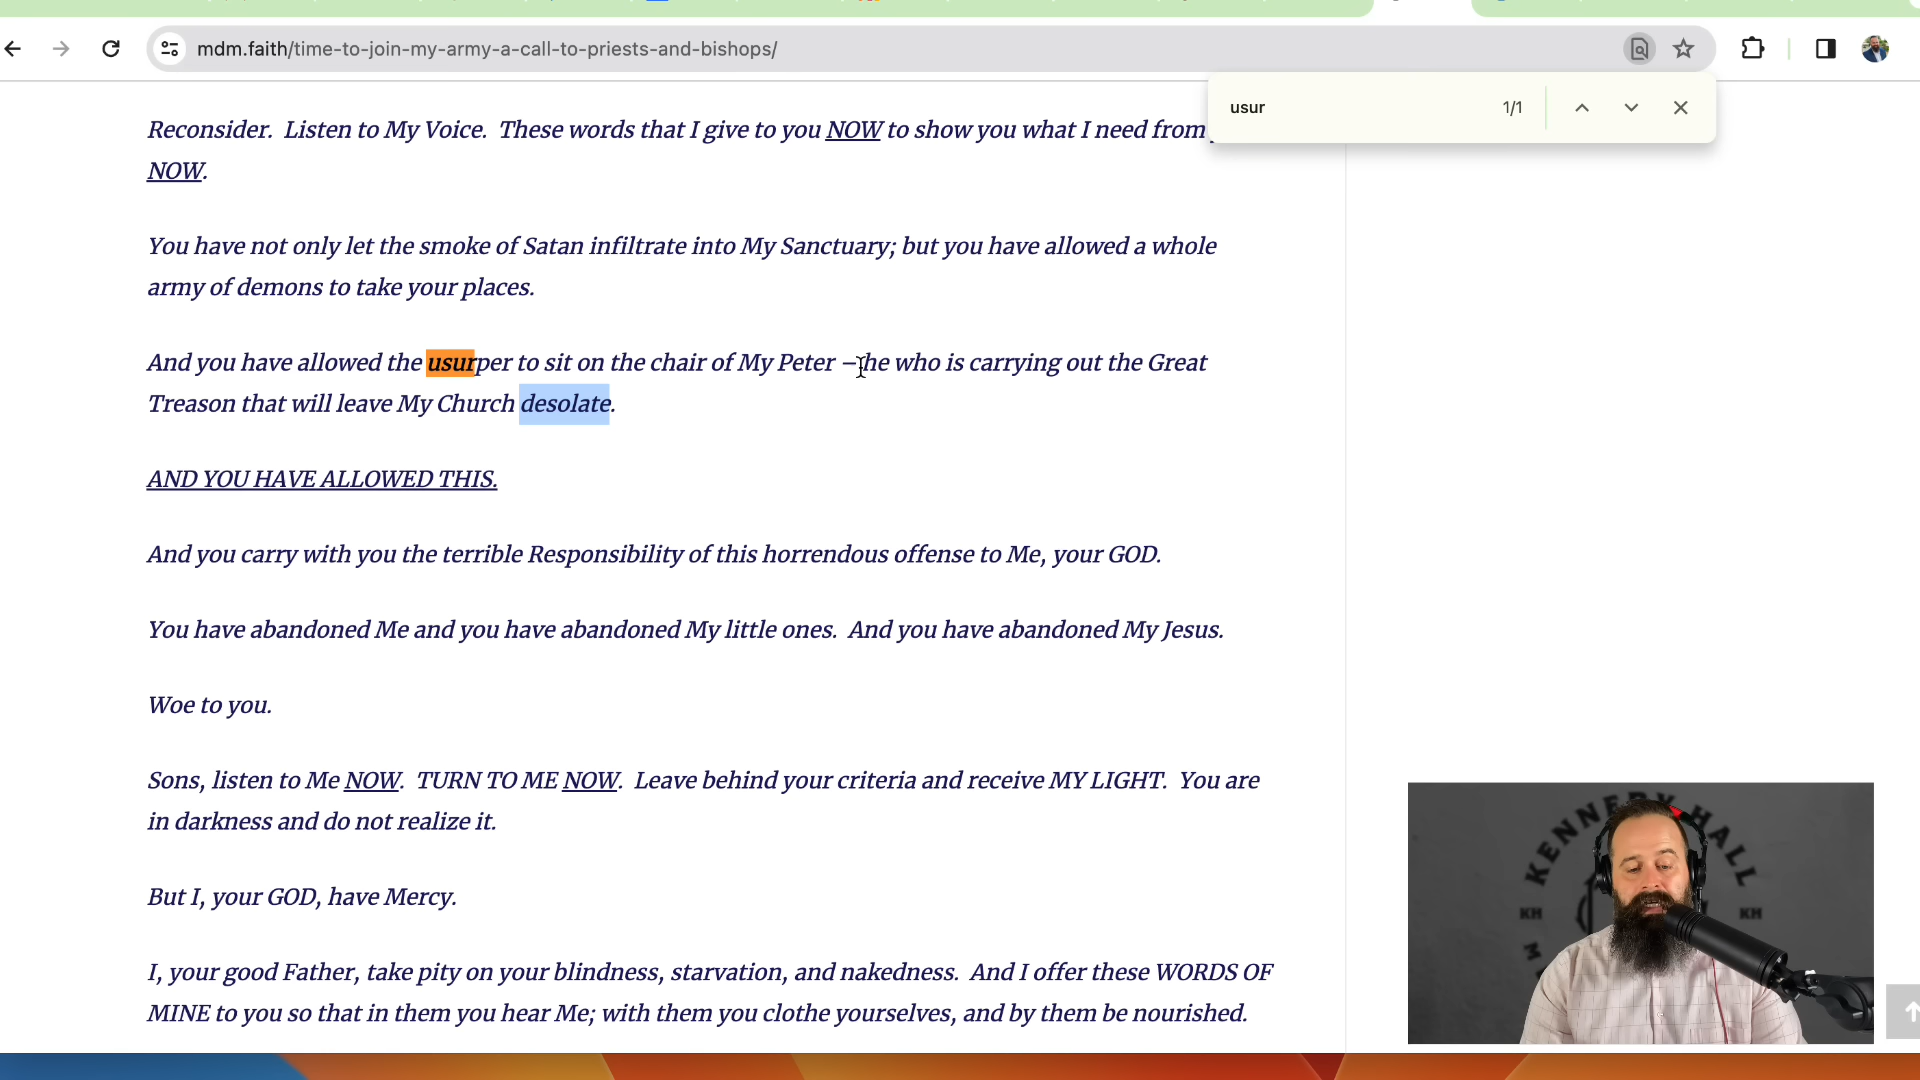 mdm.faith/time-to-join-my-army-a-call-to-priests-and-bishops/
usur 1/1
Reconsider. Listen to My Voice. These words that I give to you NOW to show you what I need from
NOW.
You have not only let the smoke of Satan infiltrate into My Sanctuary; but you have allowed a whole
army of demons to take your places.
And you have allowed the usurper to sit on the chair of My Peter – he who is carrying out the Great
Treason that will leave My Church desolate.
AND YOU HAVE ALLOWED THIS.
And you carry with you the terrible Responsibility of this horrendous offense to Me, your GOD.
You have abandoned Me and you have abandoned My little ones. And you have abandoned My Jesus.
Woe to you.
Sons, listen to Me NOW. TURN TO ME NOW. Leave behind your criteria and receive MY LIGHT. You are
in darkness and do not realize it.
But I, your GOD, have Mercy.
I, your good Father, take pity on your blindness, starvation, and nakedness. And I offer these WORDS OF
MINE to you so that in them you hear Me; with them you clothe yourselves, and by them be nourished.
KENNEDY HALL
KH KH